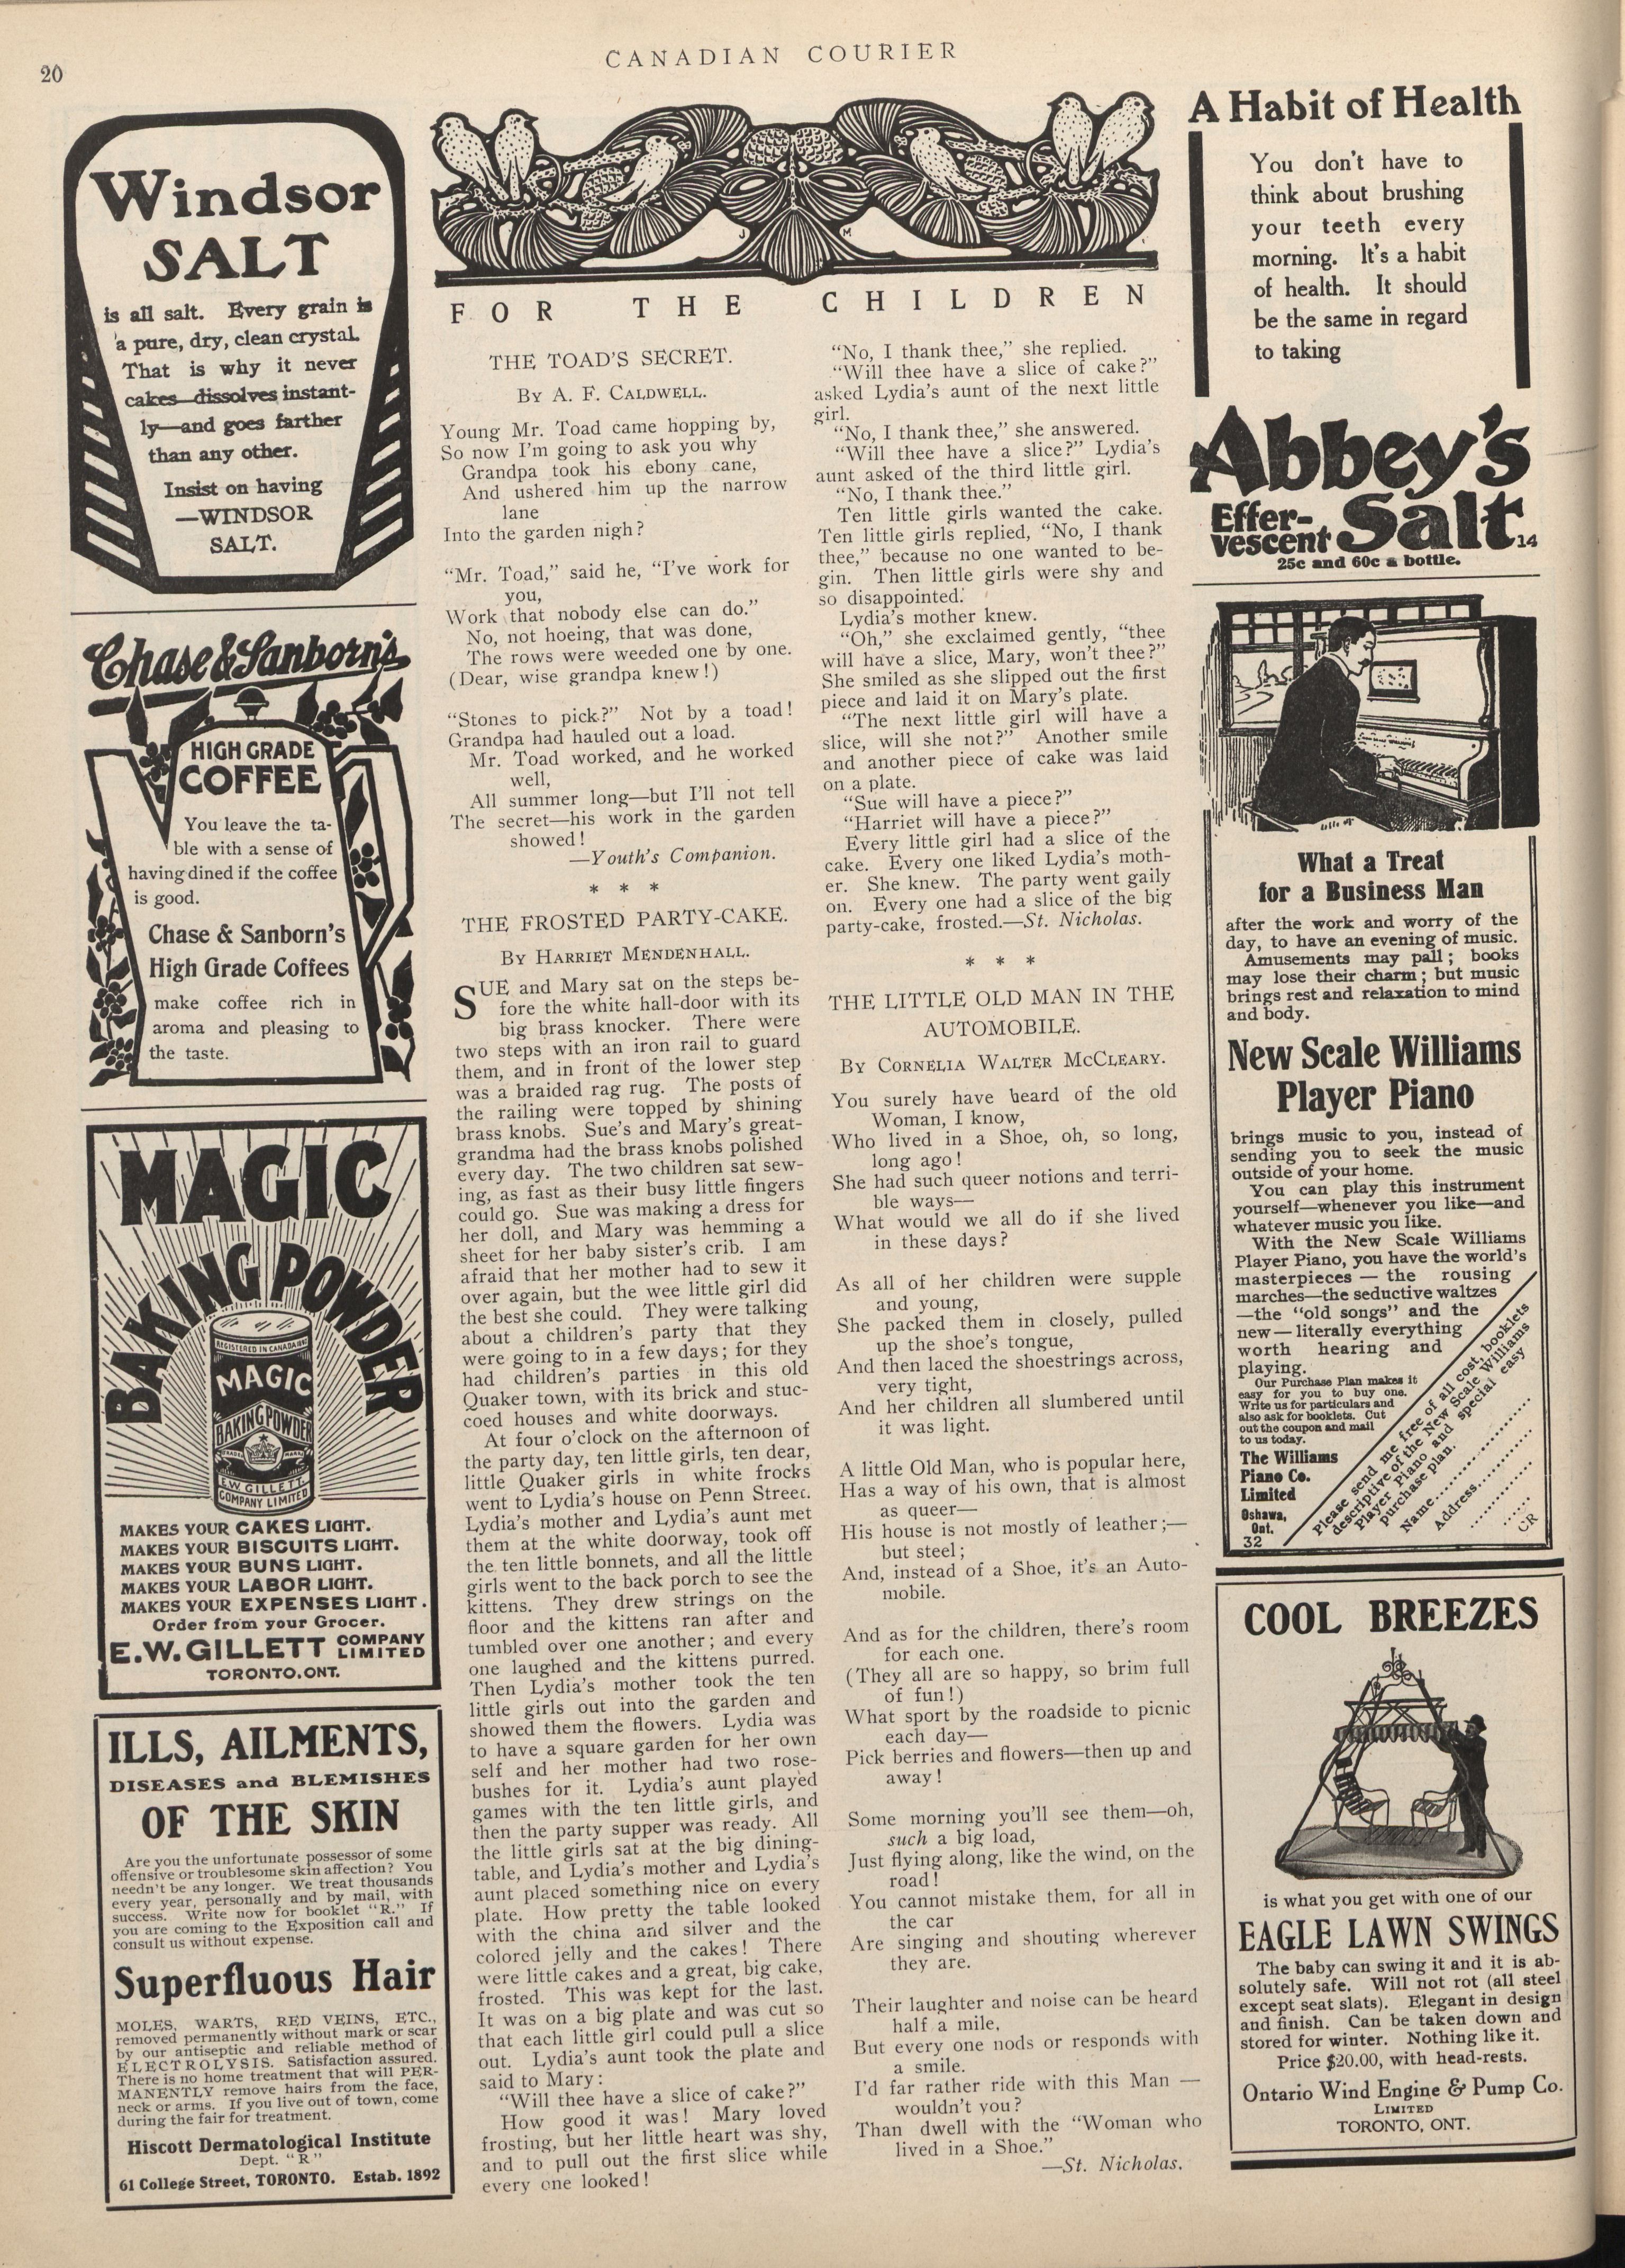 20
CANADIAN COURIER
Windsor
SALT
is all salt. Every grain is
a pure, dry, clean crystal.
That is why it never
cakes—dissolves instant-
ly—and goes farther
than any other.
Insist on having
—WINDSOR
SALT.
Chase & Sanborn's
HIGH GRADE
COFFEE
You leave the ta-
ble with a sense of
having dined if the coffee
is good.
Chase & Sanborn's
High Grade Coffees
make coffee rich in
aroma and pleasing to
the taste.
MAGIC
BAKING POWDER
REGISTERED IN CANADA
MAGIC
BAKING POWDER
TRADE MARK
E.W. GILLETT
COMPANY LIMITED
MAKES YOUR CAKES LIGHT.
MAKES YOUR BISCUITS LIGHT.
MAKES YOUR BUNS LIGHT.
MAKES YOUR LABOR LIGHT.
MAKES YOUR EXPENSES LIGHT.
Order from your Grocer.
E.W. GILLETT COMPANY LIMITED
TORONTO.ONT.
ILLS, AILMENTS,
DISEASES and BLEMISHES
OF THE SKIN
Are you the unfortunate possessor of some
offensive or troublesome skin affection? You
needn't be any longer. We treat thousands
every year, personally and by mail, with
success. Write now for booklet "R." If
you are coming to the Exposition call and
consult us without expense.
Superfluous Hair
MOLES, WARTS, RED VEINS, ETC.,
removed permanently without mark or scar
by our antiseptic and reliable method of
ELECTROLYSIS. Satisfaction assured.
There is no home treatment that will PER-
MANENTLY remove hairs from the face,
neck or arms. If you live out of town, come
during the fair for treatment.
Hiscott Dermatological Institute
Dept. "R"
61 College Street, TORONTO. Estab. 1892
J M
FOR THE CHILDREN
THE TOAD'S SECRET.
BY A. F. CALDWELL.
Young Mr. Toad came hopping by,
So now I'm going to ask you why
Grandpa took his ebony cane,
And ushered him up the narrow
lane
Into the garden nigh?
"Mr. Toad," said he, "I've work for
you,
Work that nobody else can do."
No, not hoeing, that was done,
The rows were weeded one by one.
(Dear, wise grandpa knew!)
"Stones to pick?" Not by a toad!
Grandpa had hauled out a load.
Mr. Toad worked, and he worked
well,
All summer long—but I'll not tell
The secret—his work in the garden
showed!
—Youth's Companion.
* * *
THE FROSTED PARTY-CAKE.
BY HARRIET MENDENHALL.
SUE and Mary sat on the steps be-
fore the white hall-door with its
big brass knocker. There were
two steps with an iron rail to guard
them, and in front of the lower step
was a braided rag rug. The posts of
the railing were topped by shining
brass knobs. Sue's and Mary's great-
grandma had the brass knobs polished
every day. The two children sat sew-
ing, as fast as their busy little fingers
could go. Sue was making a dress for
her doll, and Mary was hemming a
sheet for her baby sister's crib. I am
afraid that her mother had to sew it
over again, but the wee little girl did
the best she could. They were talking
about a children's party that they
were going to in a few days; for they
had children's parties in this old
Quaker town, with its brick and stuc-
coed houses and white doorways.
At four o'clock on the afternoon of
the party day, ten little girls, ten dear,
little Quaker girls in white frocks
went to Lydia's house on Penn Street.
Lydia's mother and Lydia's aunt met
them at the white doorway, took off
the ten little bonnets, and all the little
girls went to the back porch to see the
kittens. They drew strings on the
floor and the kittens ran after and
tumbled over one another; and every
one laughed and the kittens purred.
Then Lydia's mother took the ten
little girls out into the garden and
showed them the flowers. Lydia was
to have a square garden for her own
self and her mother had two rose-
bushes for it. Lydia's aunt played
games with the ten little girls, and
then the party supper was ready. All
the little girls sat at the big dining-
table, and Lydia's mother and Lydia's
aunt placed something nice on every
plate. How pretty the table looked
with the china and silver and the
colored jelly and the cakes! There
were little cakes and a great, big cake,
frosted. This was kept for the last.
It was on a big plate and was cut so
that each little girl could pull a slice
out. Lydia's aunt took the plate and
said to Mary:
"Will thee have a slice of cake?"
How good it was! Mary loved
frosting, but her little heart was shy,
and to pull out the first slice while
every one looked!
"No, I thank thee," she replied.
"Will thee have a slice of cake?"
asked Lydia's aunt of the next little
girl.
"No, I thank thee," she answered.
"Will thee have a slice?" Lydia's
aunt asked of the third little girl.
"No, I thank thee."
Ten little girls wanted the cake.
Ten little girls replied, "No, I thank
thee," because no one wanted to be-
gin. Then little girls were shy and
so disappointed.
Lydia's mother knew.
"Oh," she exclaimed gently, "thee
will have a slice, Mary, won't thee?"
She smiled as she slipped out the first
piece and laid it on Mary's plate.
"The next little girl will have a
slice, will she not?" Another smile
and another piece of cake was laid
on a plate.
"Sue will have a piece?"
"Harriet will have a piece?"
Every little girl had a slice of the
cake. Every one liked Lydia's moth-
er. She knew. The party went gaily
on. Every one had a slice of the big
party-cake, frosted.—St. Nicholas.
* * *
THE LITTLE OLD MAN IN THE
AUTOMOBILE.
BY CORNELIA WALTER MCCLEARY.
You surely have heard of the old
Woman, I know,
Who lived in a Shoe, oh, so long,
long ago!
She had such queer notions and terri-
ble ways—
What would we all do if she lived
in these days?
As all of her children were supple
and young,
She packed them in closely, pulled
up the shoe's tongue,
And then laced the shoestrings across,
very tight,
And her children all slumbered until
it was light.
A little Old Man, who is popular here,
Has a way of his own, that is almost
as queer—
His house is not mostly of leather;—
but steel;
And, instead of a Shoe, it's an Auto-
mobile.
And as for the children, there's room
for each one.
(They all are so happy, so brim full
of fun!)
What sport by the roadside to picnic
each day—
Pick berries and flowers—then up and
away!
Some morning you'll see them—oh,
such a big load,
Just flying along, like the wind, on the
road!
You cannot mistake them, for all in
the car
Are singing and shouting wherever
they are.
Their laughter and noise can be heard
half a mile,
But every one nods or responds with
a smile.
I'd far rather ride with this Man —
wouldn't you?
Than dwell with the "Woman who
lived in a Shoe."
—St. Nicholas.
A Habit of Health
You don't have to
think about brushing
your teeth every
morning. It's a habit
of health. It should
be the same in regard
to taking
Abbey's
Effer-
vescent Salt
14
25c and 60c a bottle.
What a Treat
for a Business Man
after the work and worry of the
day, to have an evening of music.
Amusements may pall; books
may lose their charm; but music
brings rest and relaxation to mind
and body.
New Scale Williams
Player Piano
brings music to you, instead of
sending you to seek the music
outside of your home.
You can play this instrument
yourself—whenever you like—and
whatever music you like.
With the New Scale Williams
Player Piano, you have the world's
masterpieces — the rousing
marches—the seductive waltzes
—the "old songs" and the
new—literally everything
worth hearing and
playing.
Our Purchase Plan makes it
easy for you to buy one.
Write us for particulars and
also ask for booklets. Cut
out the coupon and mail
to us today.
The Williams
Piano Co.
Limited
Oshawa,
Ont.
32
Please send me free of all cost, booklets
descriptive of the New Scale Williams
Player Piano and special easy
purchase plan.
Name..............
Address..............
CR
COOL BREEZES
is what you get with one of our
EAGLE LAWN SWINGS
The baby can swing it and it is ab-
solutely safe. Will not rot (all steel
except seat slats). Elegant in design
and finish. Can be taken down and
stored for winter. Nothing like it.
Price $20.00, with head-rests.
Ontario Wind Engine & Pump Co.
LIMITED
TORONTO, ONT.